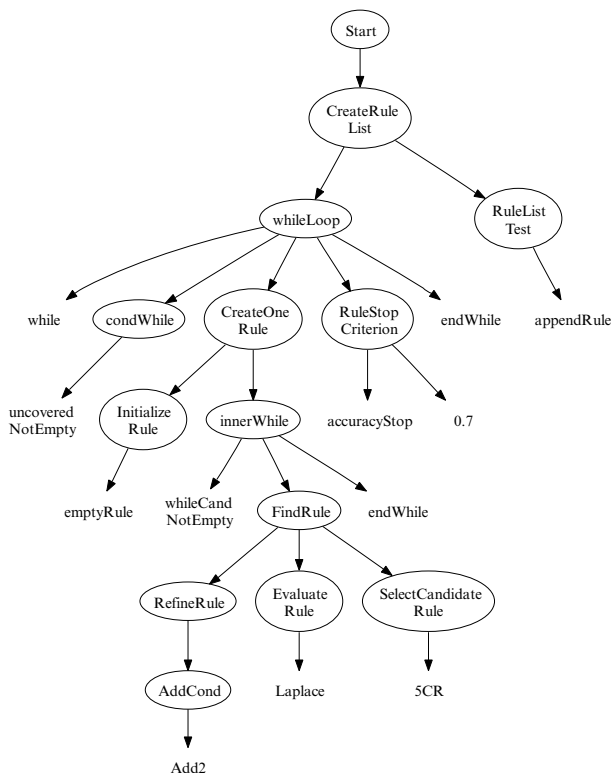 Start
CreateRule
List
whileLoop
RuleList
Test
while
condWhile
CreateOne
Rule
RuleStop
Criterion
endWhile
appendRule
uncovered
NotEmpty
Initialize
Rule
innerWhile
accuracyStop
0.7
emptyRule
whileCand
NotEmpty
FindRule
endWhile
RefineRule
Evaluate
Rule
SelectCandidate
Rule
AddCond
Laplace
5CR
Add2